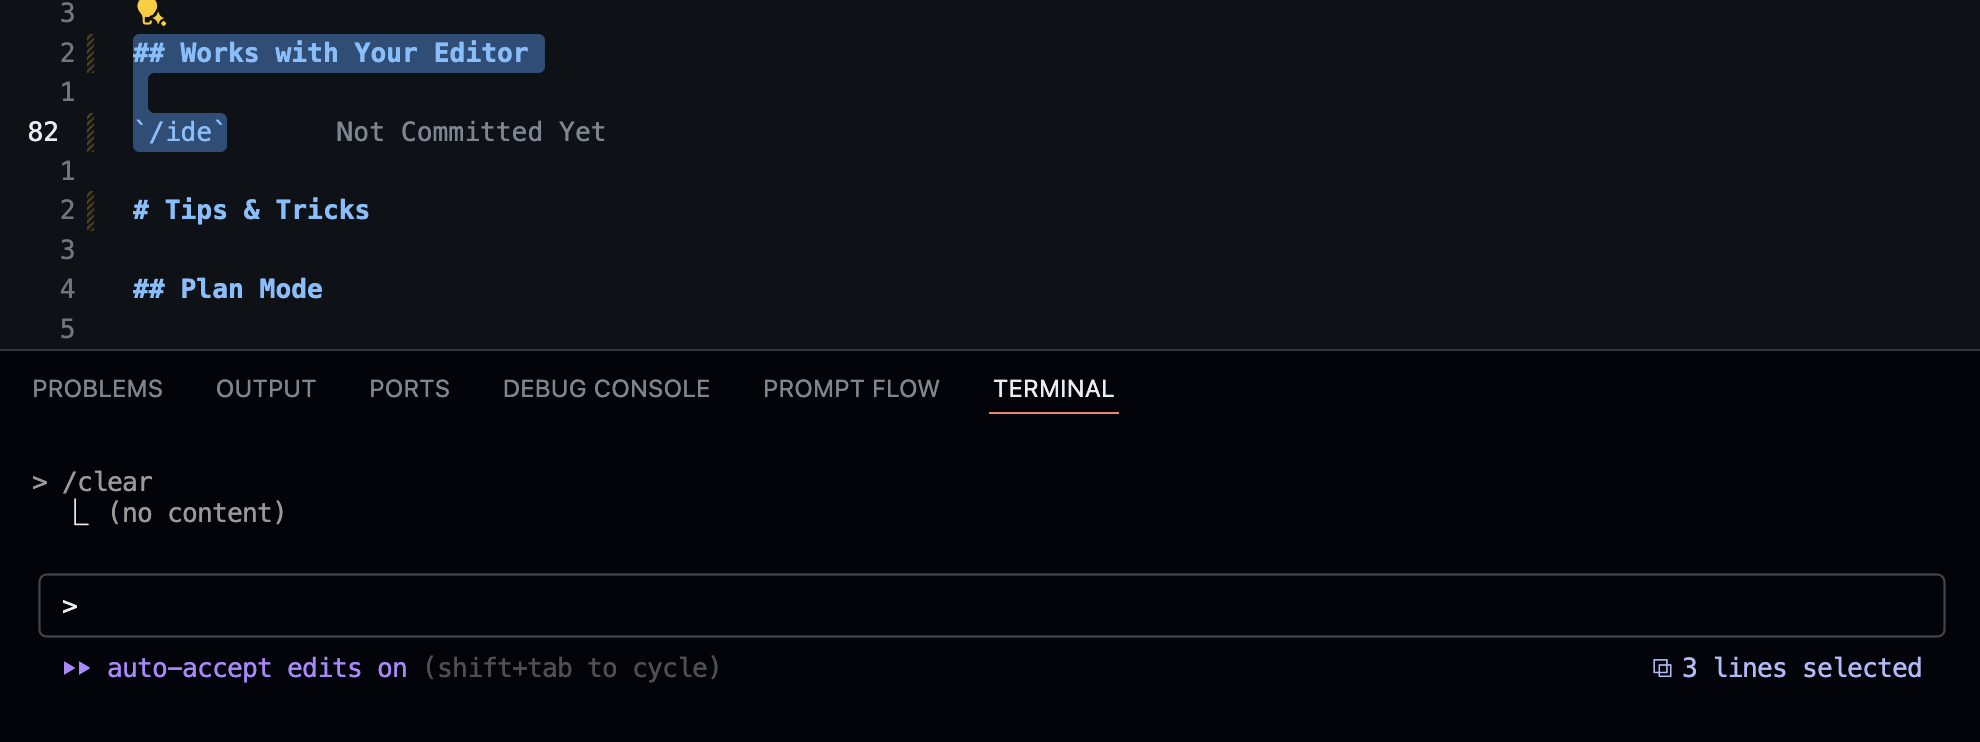 3
2 ## Works with Your Editor
1
82 `/ide` Not Committed Yet
1
2 # Tips & Tricks
3
4 ## Plan Mode
5
PROBLEMS OUTPUT PORTS DEBUG CONSOLE PROMPT FLOW TERMINAL
> /clear
⎿ (no content)
>
auto-accept edits on (shift+tab to cycle) 3 lines selected